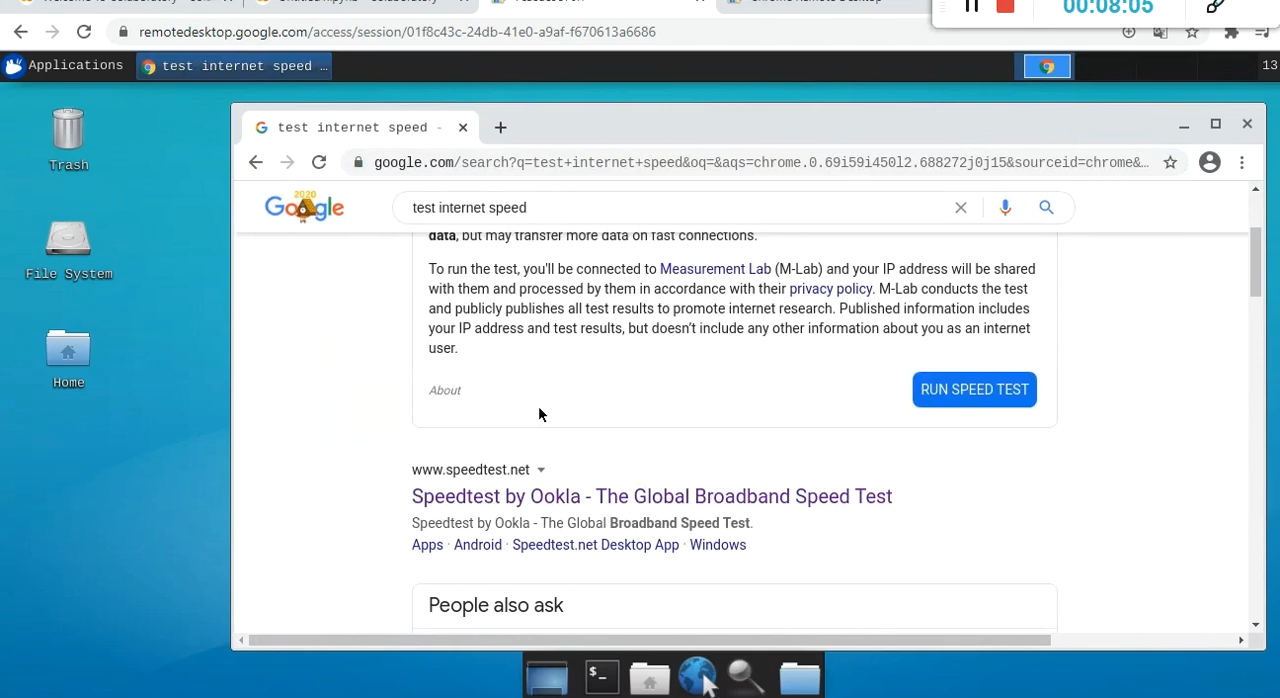 00:08:05
remotedesktop.google.com/access/session/01f8c43c-24db-41e0-a9af-f670613a6686
Applications
test internet speed …
13
Trash
File System
Home
test internet speed -
google.com/search?q=test+internet+speed&oq=&aqs=chrome.0.69i59i450l2.688272j0j15&sourceid=chrome&…
2020
Google
test internet speed
data, but may transfer more data on fast connections.
To run the test, you'll be connected to Measurement Lab (M-Lab) and your IP address will be shared
with them and processed by them in accordance with their privacy policy. M-Lab conducts the test
and publicly publishes all test results to promote internet research. Published information includes
your IP address and test results, but doesn't include any other information about you as an internet
user.
About
RUN SPEED TEST
www.speedtest.net
Speedtest by Ookla - The Global Broadband Speed Test
Speedtest by Ookla - The Global Broadband Speed Test.
Apps · Android · Speedtest.net Desktop App · Windows
People also ask